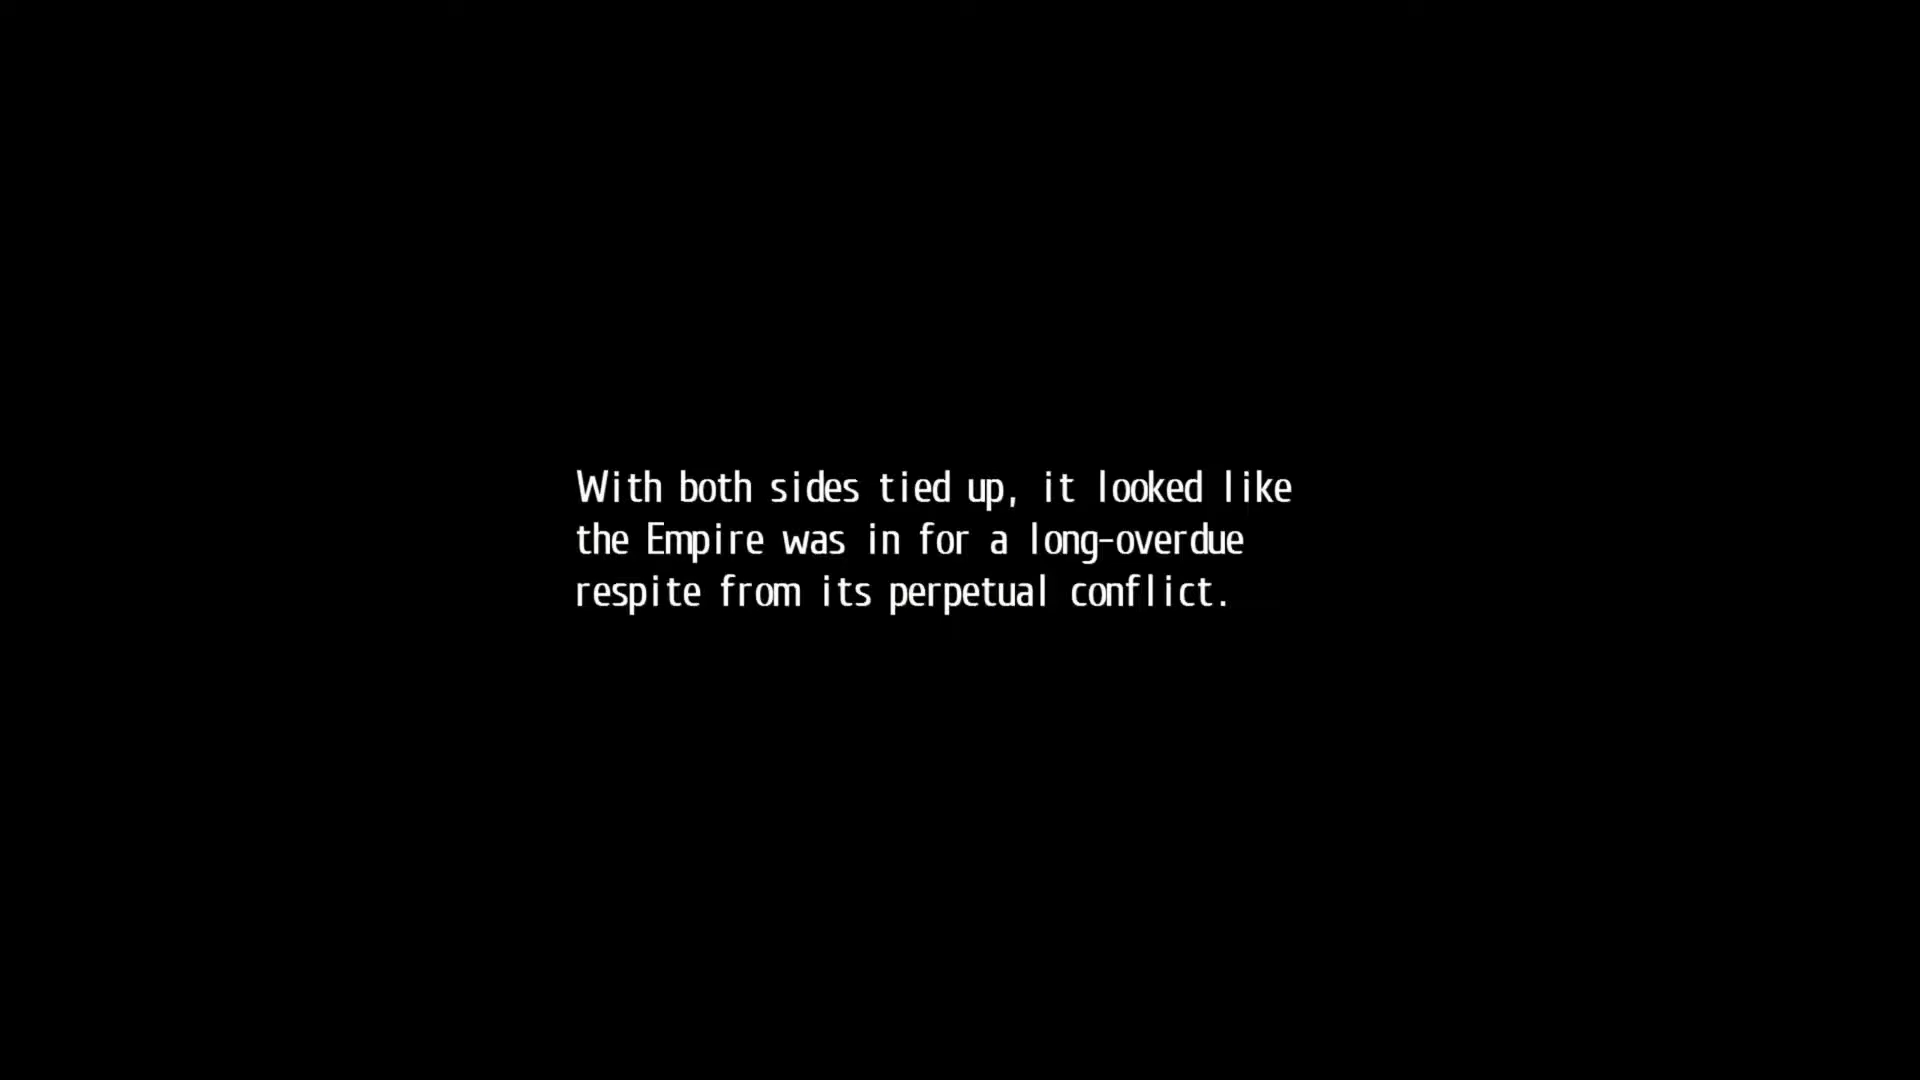 With both sides tied up, it looked like
the Empire was in for a long-overdue
respite from its perpetual conflict.